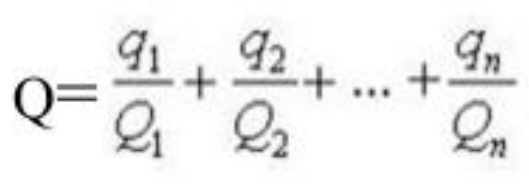 Q= q₁/Q₁ + q₂/Q₂ + ... + qₙ/Qₙ